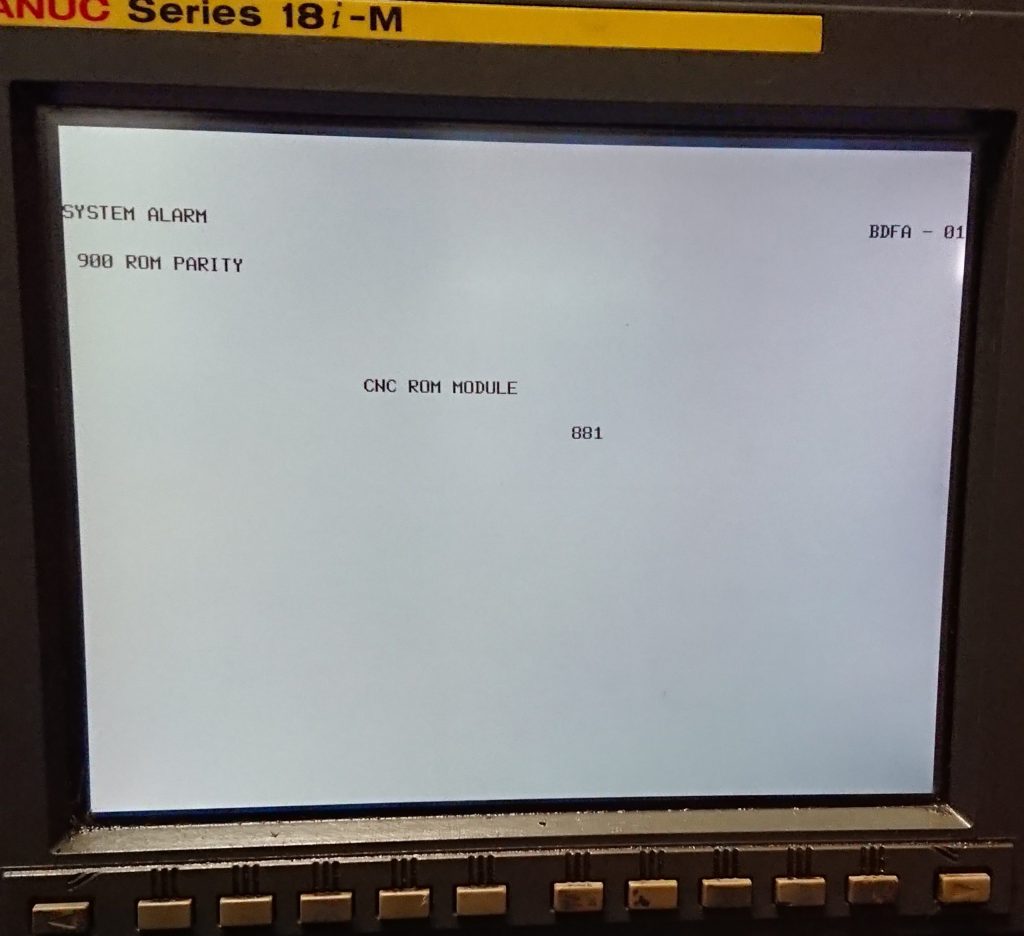 ANUC Series 18i-M
SYSTEM ALARM
BDFA - 01
900 ROM PARITY
CNC ROM MODULE
881